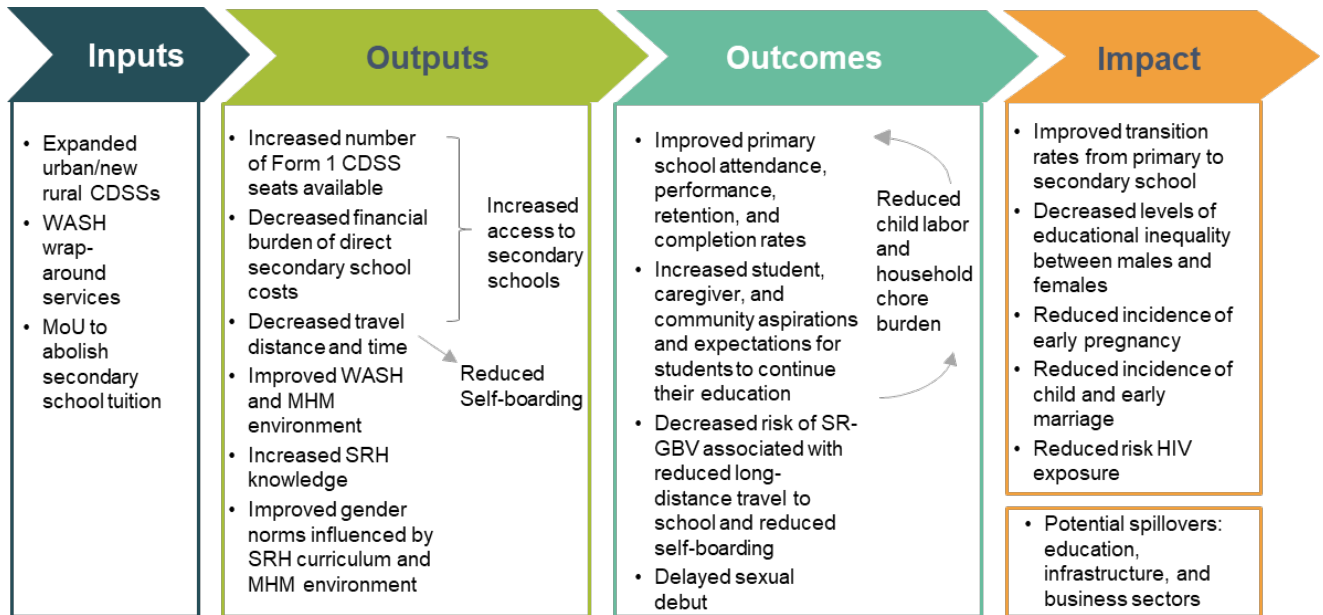 Inputs
Outputs
Outcomes
Impact
• Expanded
urban/new
rural CDSSs
• WASH
wrap-
around
services
• MoU to
abolish
secondary
school tuition
• Increased number
of Form 1 CDSS
seats available
• Decreased financial
burden of direct
secondary school
costs
• Decreased travel
distance and time
• Improved WASH
and MHM
environment
• Increased SRH
knowledge
• Improved gender
norms influenced by
SRH curriculum and
MHM environment
Increased
access to
secondary
schools
Reduced
Self-boarding
• Improved primary
school attendance,
performance,
retention, and
completion rates
• Increased student,
caregiver, and
community aspirations
and expectations for
students to continue
their education
• Decreased risk of SR-
GBV associated with
reduced long-
distance travel to
school and reduced
self-boarding
• Delayed sexual
debut
Reduced
child labor
and
household
chore
burden
• Improved transition
rates from primary to
secondary school
• Decreased levels of
educational inequality
between males and
females
• Reduced incidence of
early pregnancy
• Reduced incidence of
child and early
marriage
• Reduced risk HIV
exposure
• Potential spillovers:
education,
infrastructure, and
business sectors